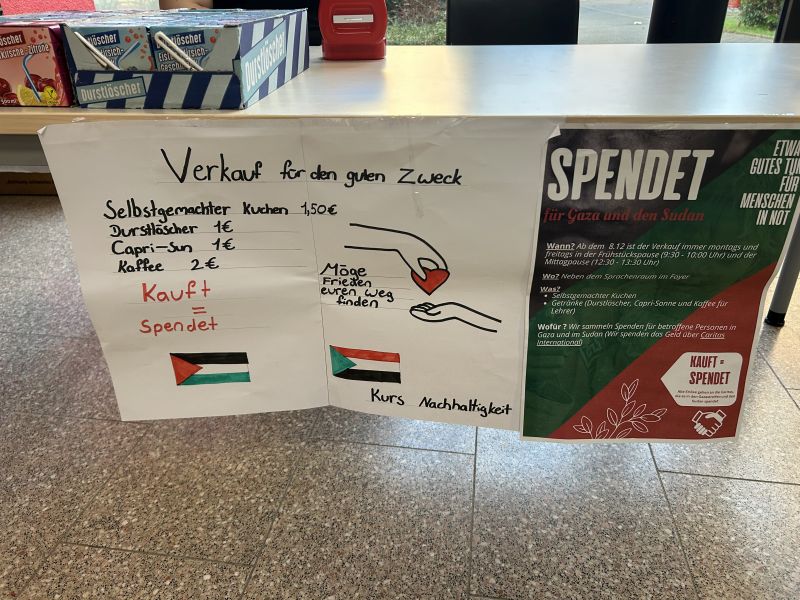 Durstlöscher
Durstlöscher
Durstlöscher
Durstlöscher
Durstlöscher
500 ml
Verkauf für den guten Zweck
Selbstgemachter Kuchen 1,50€
Durstlöscher 1€
Capri-Sun 1€
Kaffee 2€
Kauft
=
Spendet
Möge
Frieden
euren Weg
finden
Kurs Nachhaltigkeit
SPENDET
für Gaza und den Sudan
ETWAS
GUTES TUN
FÜR
MENSCHEN
IN NOT
Wann? Ab dem 8.12 ist der Verkauf immer montags und
freitags in der Frühstückspause (9:30 - 10:00 Uhr) und der
Mittagpause (12:30 - 13:30 Uhr)
Wo? Neben dem Sprachenraum im Foyer
Was?
• Selbstgemachter Kuchen
• Getränke (Durstlöscher, Capri-Sonne und Kaffee für
Lehrer)
Wofür? Wir sammeln Spenden für betroffene Personen in
Gaza und im Sudan (Wir spenden das Geld über Caritas
International)
KAUFT =
SPENDET